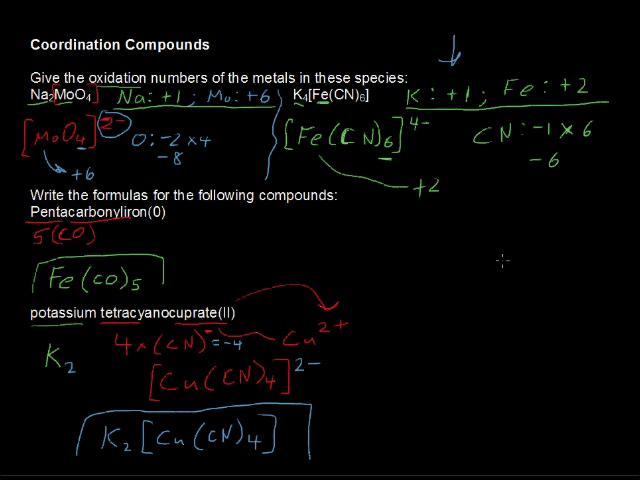 Coordination Compounds
Give the oxidation numbers of the metals in these species:
Na₂MoO₄ Na: +1; Mo: +6 K₄[Fe(CN)₆] K: +1; Fe: +2
[MoO₄]²⁻ O: -2 × 4 [Fe(CN)₆]⁴⁻ CN: -1 × 6
-8 -6
+6 +2
Write the formulas for the following compounds:
Pentacarbonyliron(0)
5(CO)
Fe(CO)₅
potassium tetracyanocuprate(II)
4×(CN)⁻ = -4 Cu²⁺
K₂ [Cu(CN)₄]²⁻
K₂[Cu(CN)₄]